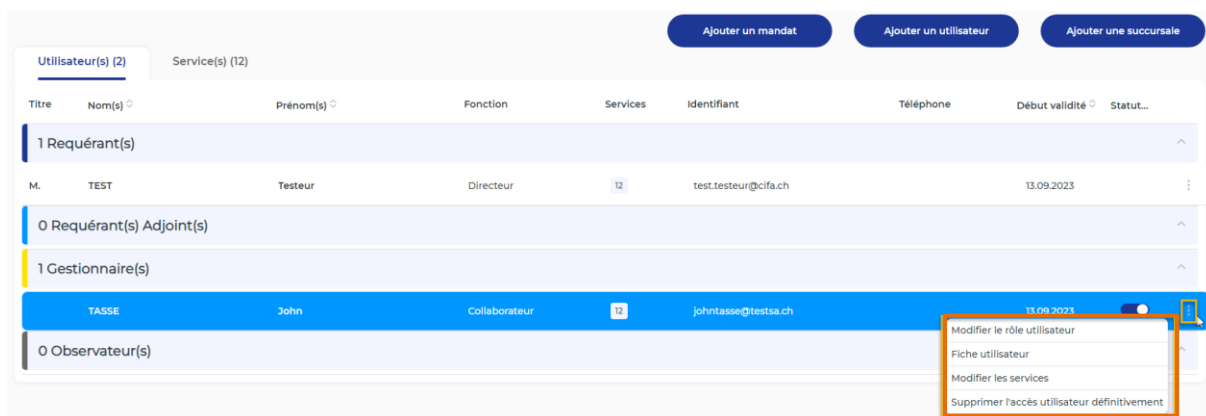 Ajouter un mandat Ajouter un utilisateur Ajouter une succursale
Utilisateur(s) (2) Service(s) (12)
Titre Nom(s) Prénom(s) Fonction Services Identifiant Téléphone Début validité Statut...
1 Requérant(s)
M. TEST Testeur Directeur 12 test.testeur@cifa.ch 13.09.2023
0 Requérant(s) Adjoint(s)
1 Gestionnaire(s)
TASSE John Collaborateur 12 johntasse@testsa.ch 13.09.2023
Modifier le rôle utilisateur
0 Observateur(s)
Fiche utilisateur
Modifier les services
Supprimer l'accès utilisateur définitivement